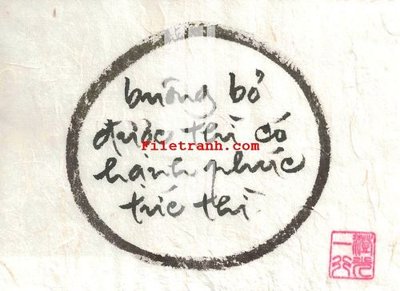 buông bỏ
được thì có
Filetranh.com
hạnh phúc
tức thì